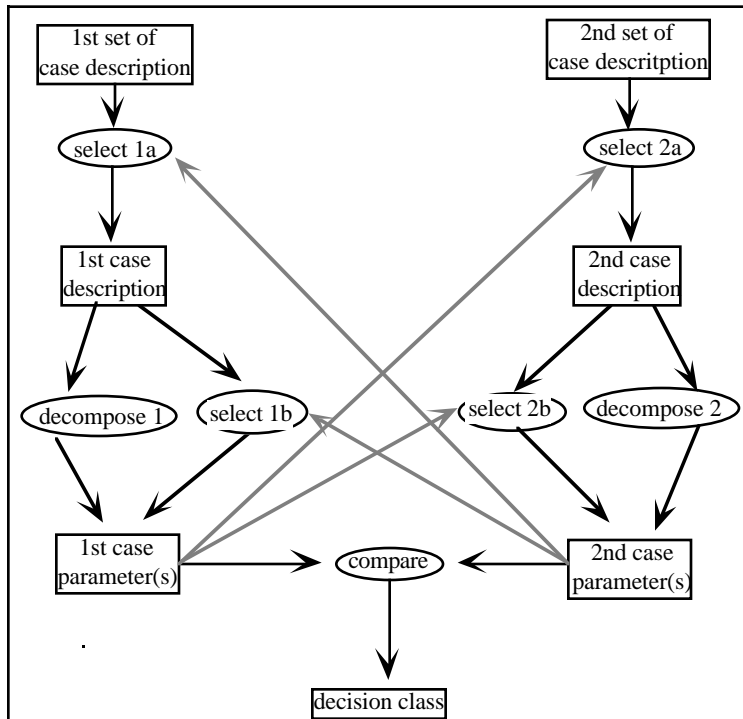 1st set of
case description
2nd set of
case descritption
select 1a
select 2a
1st case
description
2nd case
description
decompose 1
select 1b
select 2b
decompose 2
1st case
parameter(s)
compare
2nd case
parameter(s)
decision class